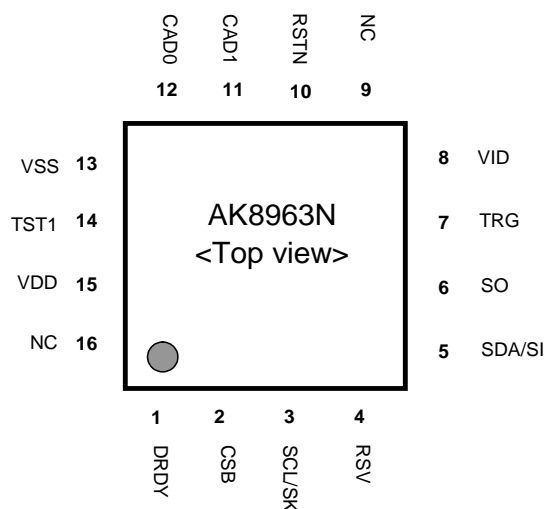 CAD0 CAD1 RSTN NC
12 11 10 9
VSS 13
TST1 14
VDD 15
NC 16
AK8963N
<Top view>
8 VID
7 TRG
6 SO
5 SDA/SI
1 2 3 4
DRDY CSB SCL/SK RSV